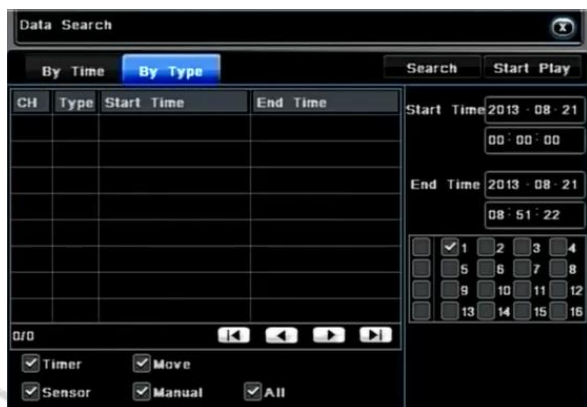 Data Search
X
By Time By Type Search Start Play
CH Type Start Time End Time
Start Time 2013 - 08 - 21
00 : 00 : 00
End Time 2013 - 08 - 21
08 : 51 : 22
1 2 3 4
5 6 7 8
9 10 11 12
13 14 15 16
0/0
Timer Move
Sensor Manual All